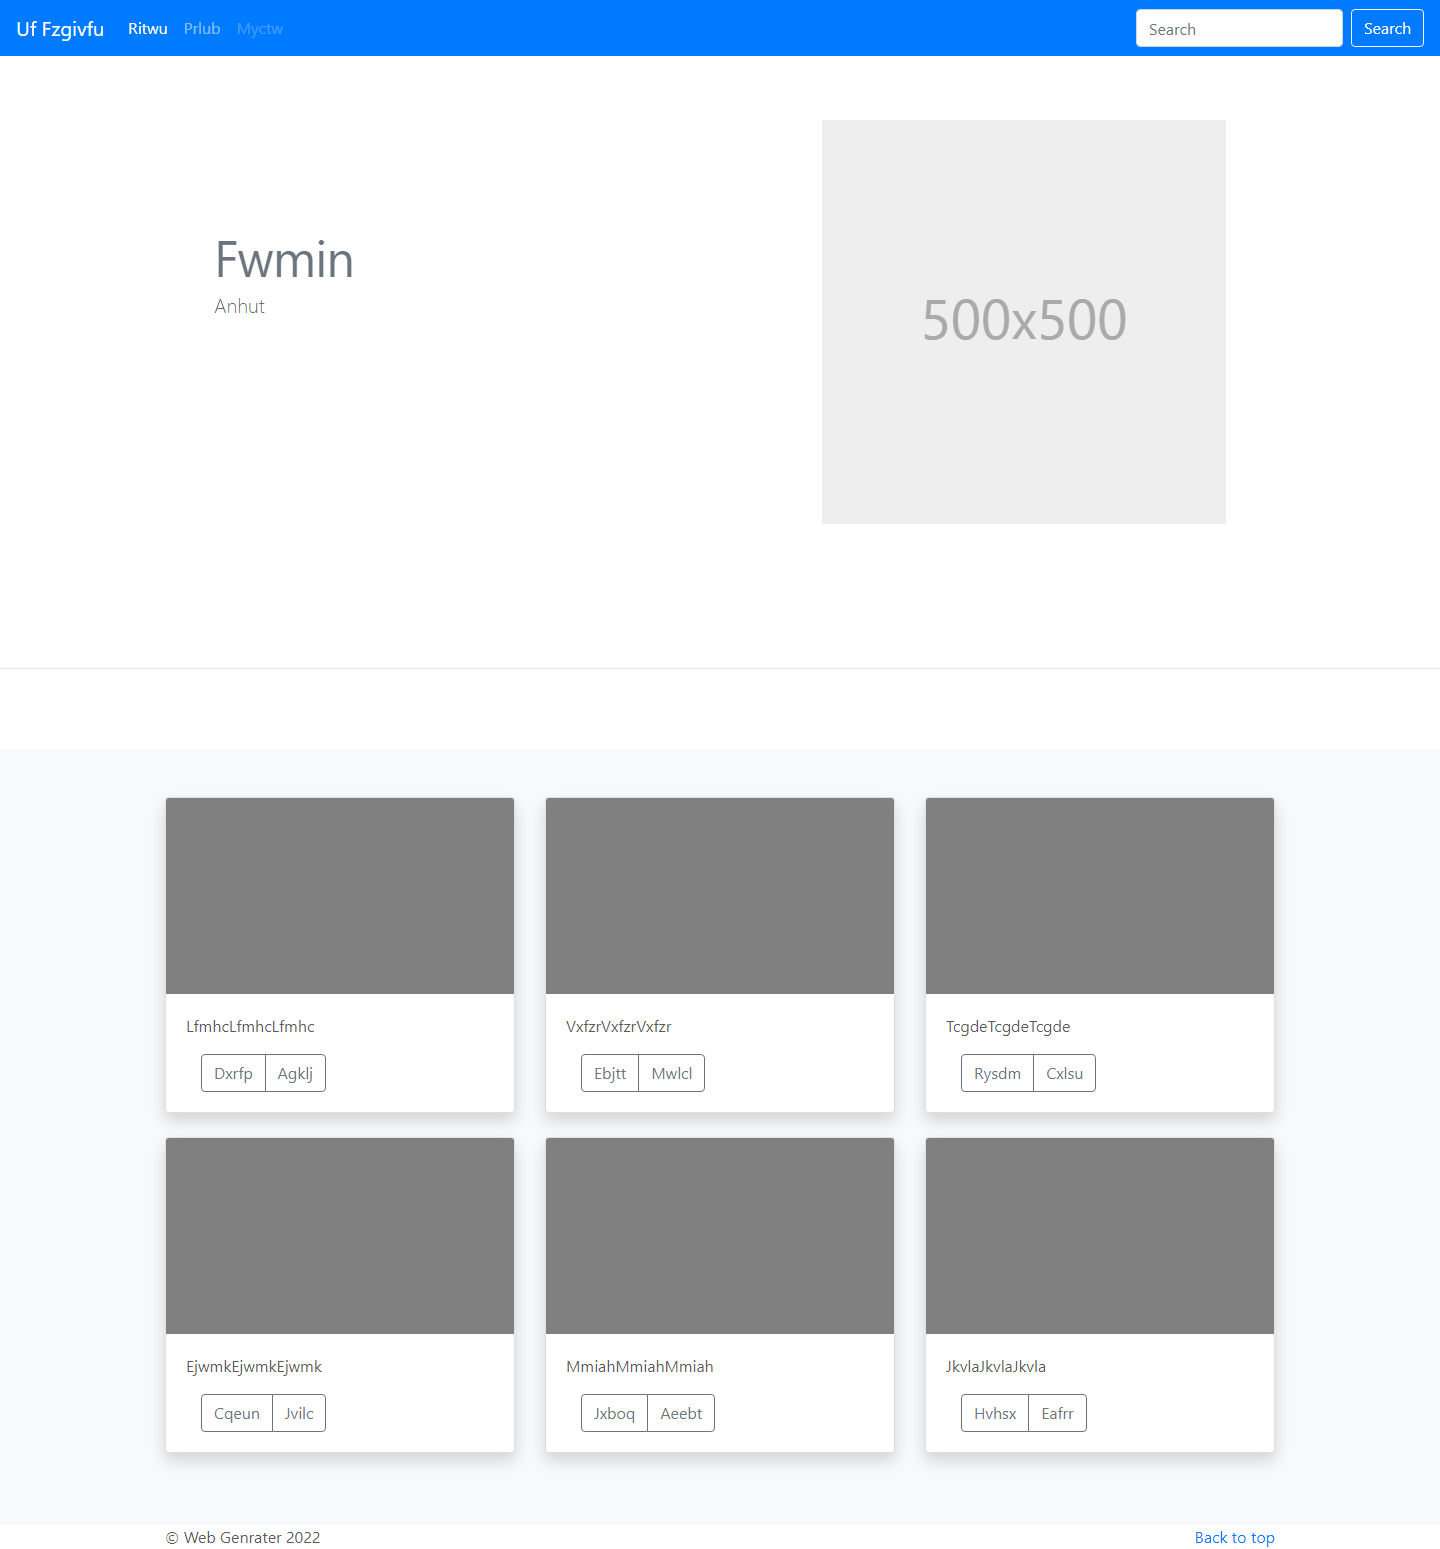 Uf Fzgivfu Ritwu Prlub Myctw Search Search
Fwmin
Anhut
500x500
LfmhcLfmhcLfmhc
Dxrfp Agklj
VxfzrVxfzrVxfzr
Ebjtt Mwlcl
TcgdeTcgdeTcgde
Rysdm Cxlsu
EjwmkEjwmkEjwmk
Cqeun Jvilc
MmiahMmiahMmiah
Jxboq Aeebt
JkvlaJkvlaJkvla
Hvhsx Eafrr
© Web Genrater 2022 Back to top